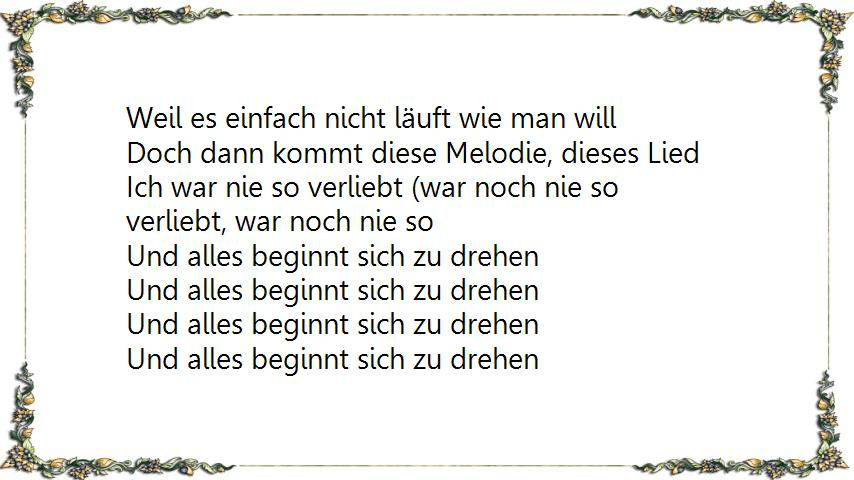 Weil es einfach nicht läuft wie man will
Doch dann kommt diese Melodie, dieses Lied
Ich war nie so verliebt (war noch nie so
verliebt, war noch nie so
Und alles beginnt sich zu drehen
Und alles beginnt sich zu drehen
Und alles beginnt sich zu drehen
Und alles beginnt sich zu drehen